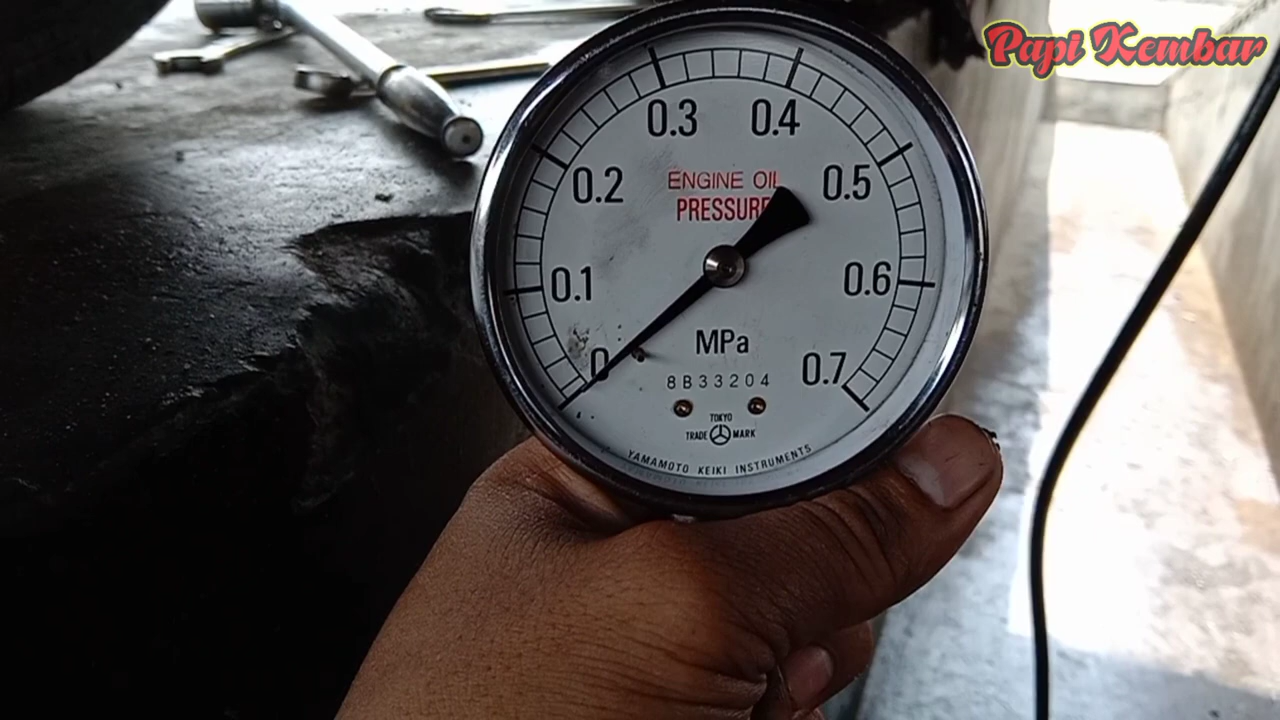 Papi Kembar
0.3 0.4
0.2 0.5
ENGINE OIL
PRESSURE
0.1 0.6
MPa
0 0.7
8B33204
TOKYO
TRADE MARK
YAMAMOTO KEIKI INSTRUMENTS